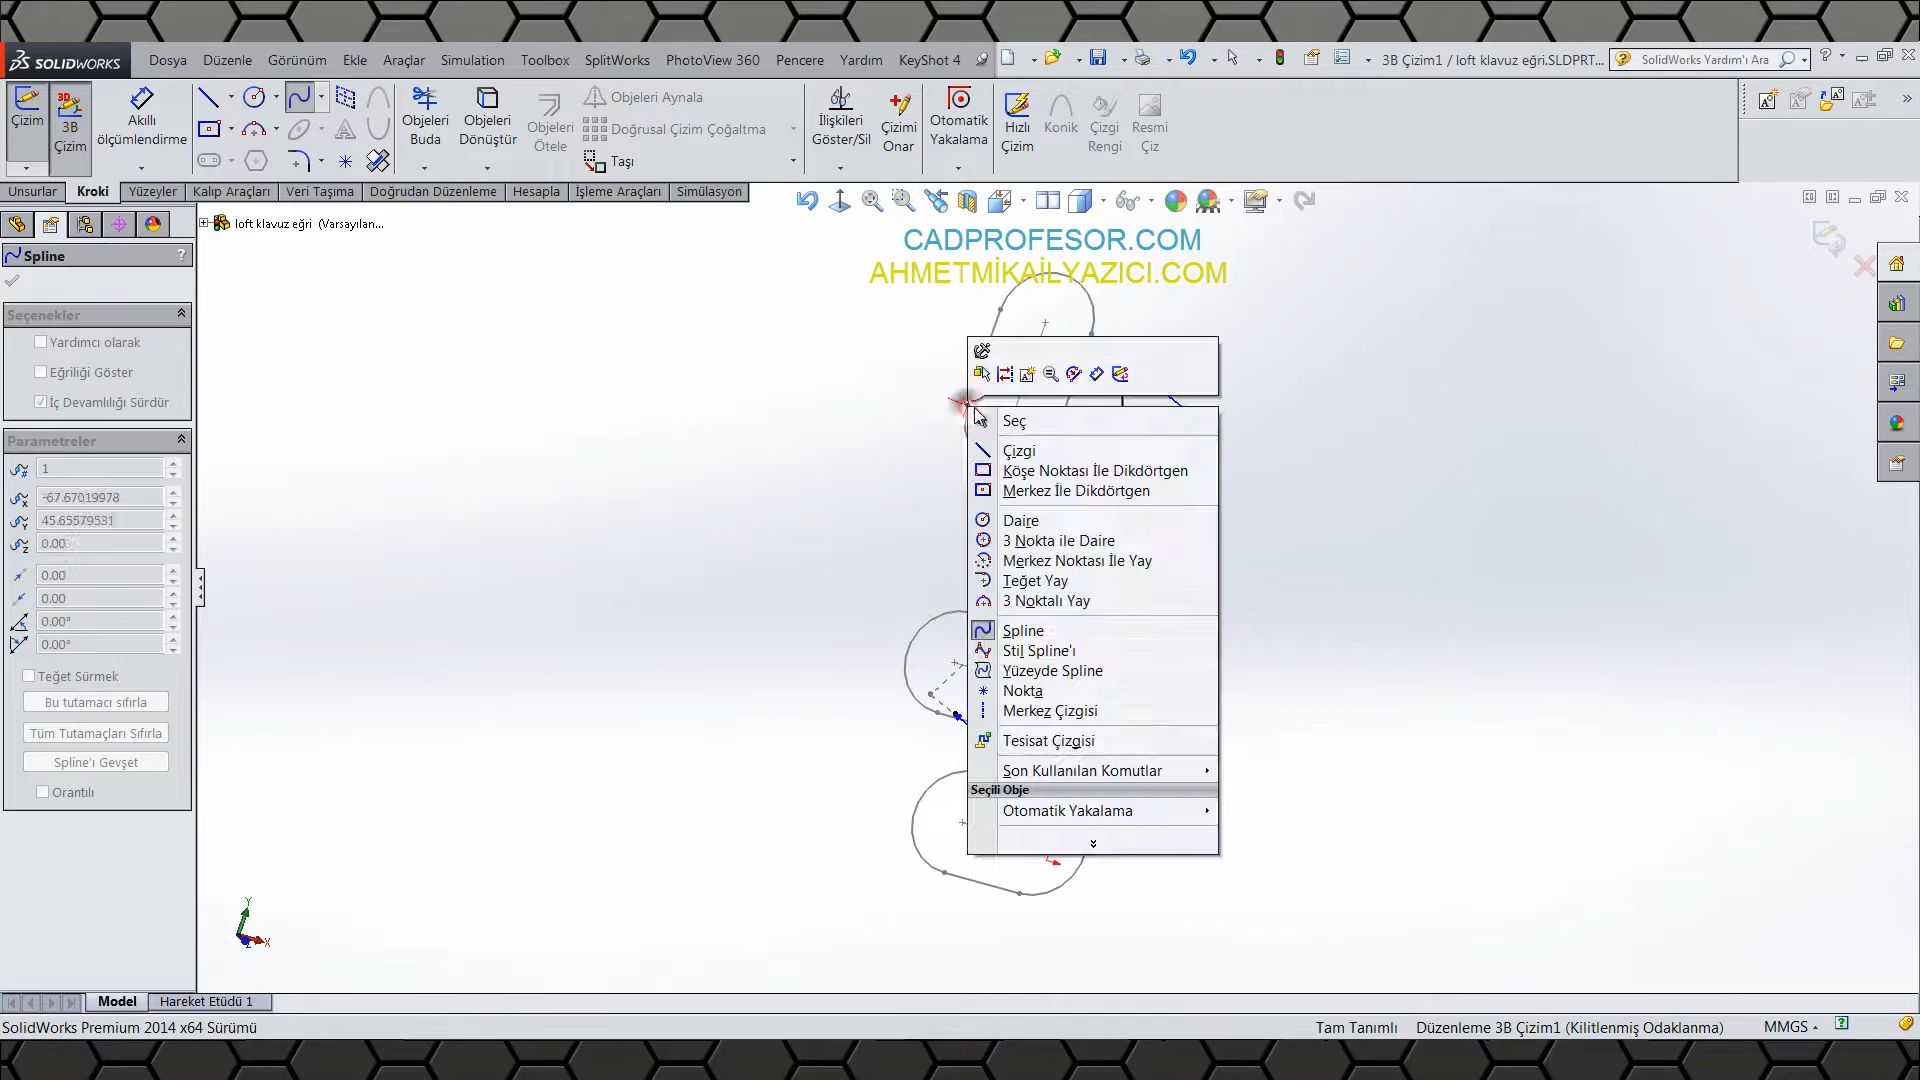 SOLIDWORKS
Dosya Düzenle Görünüm Ekle Araçlar Simulation Toolbox SplitWorks PhotoView 360 Pencere Yardım KeyShot 4
3B Çizim1 / loft klavuz eğri.SLDPRT...
SolidWorks Yardım'ı Ara
Çizim
3B Çizim
Akıllı ölçümlendirme
Objeleri Buda
Objeleri Dönüştür
Objeleri Ötele
Objeleri Aynala
Doğrusal Çizim Çoğaltma
Taşı
İlişkileri Göster/Sil
Çizimi Onar
Otomatik Yakalama
Hızlı Çizim
Konik
Çizgi Rengi
Resmi Çiz
Unsurlar Kroki Yüzeyler Kalıp Araçları Veri Taşıma Doğrudan Düzenleme Hesapla İşleme Araçları Simülasyon
loft klavuz eğri (Varsayılan...
CADPROFESOR.COM
AHMETMİKAİLYAZICI.COM
Spline
?
Seçenekler
Yardımcı olarak
Eğriliği Göster
İç Devamlılığı Sürdür
Parametreler
1
-67.67019978
45.65579531
0.00
0.00
0.00
0.00°
0.00°
Teğet Sürmek
Bu tutamacı sıfırla
Tüm Tutamaçları Sıfırla
Spline'ı Gevşet
Orantılı
Seç
Çizgi
Köşe Noktası İle Dikdörtgen
Merkez İle Dikdörtgen
Daire
3 Nokta ile Daire
Merkez Noktası İle Yay
Teğet Yay
3 Noktalı Yay
Spline
Stil Spline'ı
Yüzeyde Spline
Nokta
Merkez Çizgisi
Tesisat Çizgisi
Son Kullanılan Komutlar
Seçili Obje
Otomatik Yakalama
Y
X
Z
Model Hareket Etüdü 1
SolidWorks Premium 2014 x64 Sürümü
Tam Tanımlı Düzenleme 3B Çizim1 (Kilitlenmiş Odaklanma) MMGS